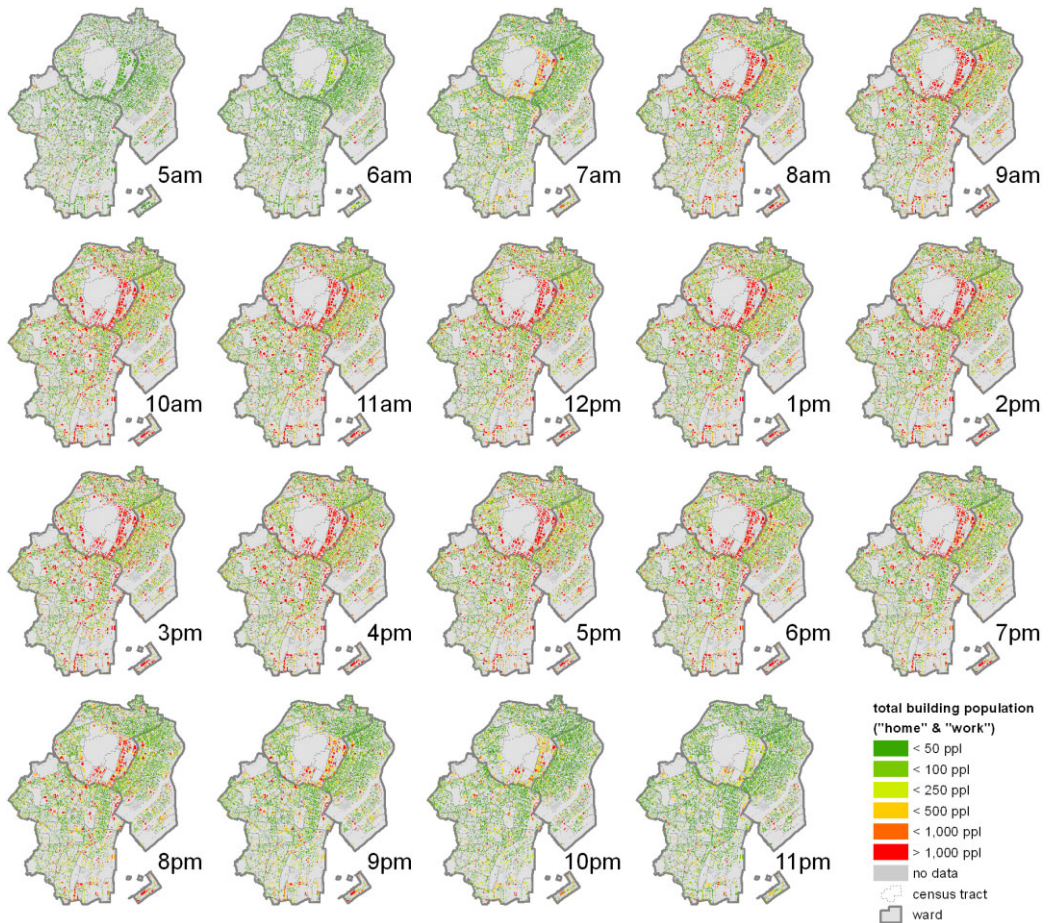 5am
6am
7am
8am
9am
10am
11am
12pm
1pm
2pm
3pm
4pm
5pm
6pm
7pm
8pm
9pm
10pm
11pm
total building population
("home" & "work")
< 50 ppl
< 100 ppl
< 250 ppl
< 500 ppl
< 1,000 ppl
> 1,000 ppl
no data
census tract
ward